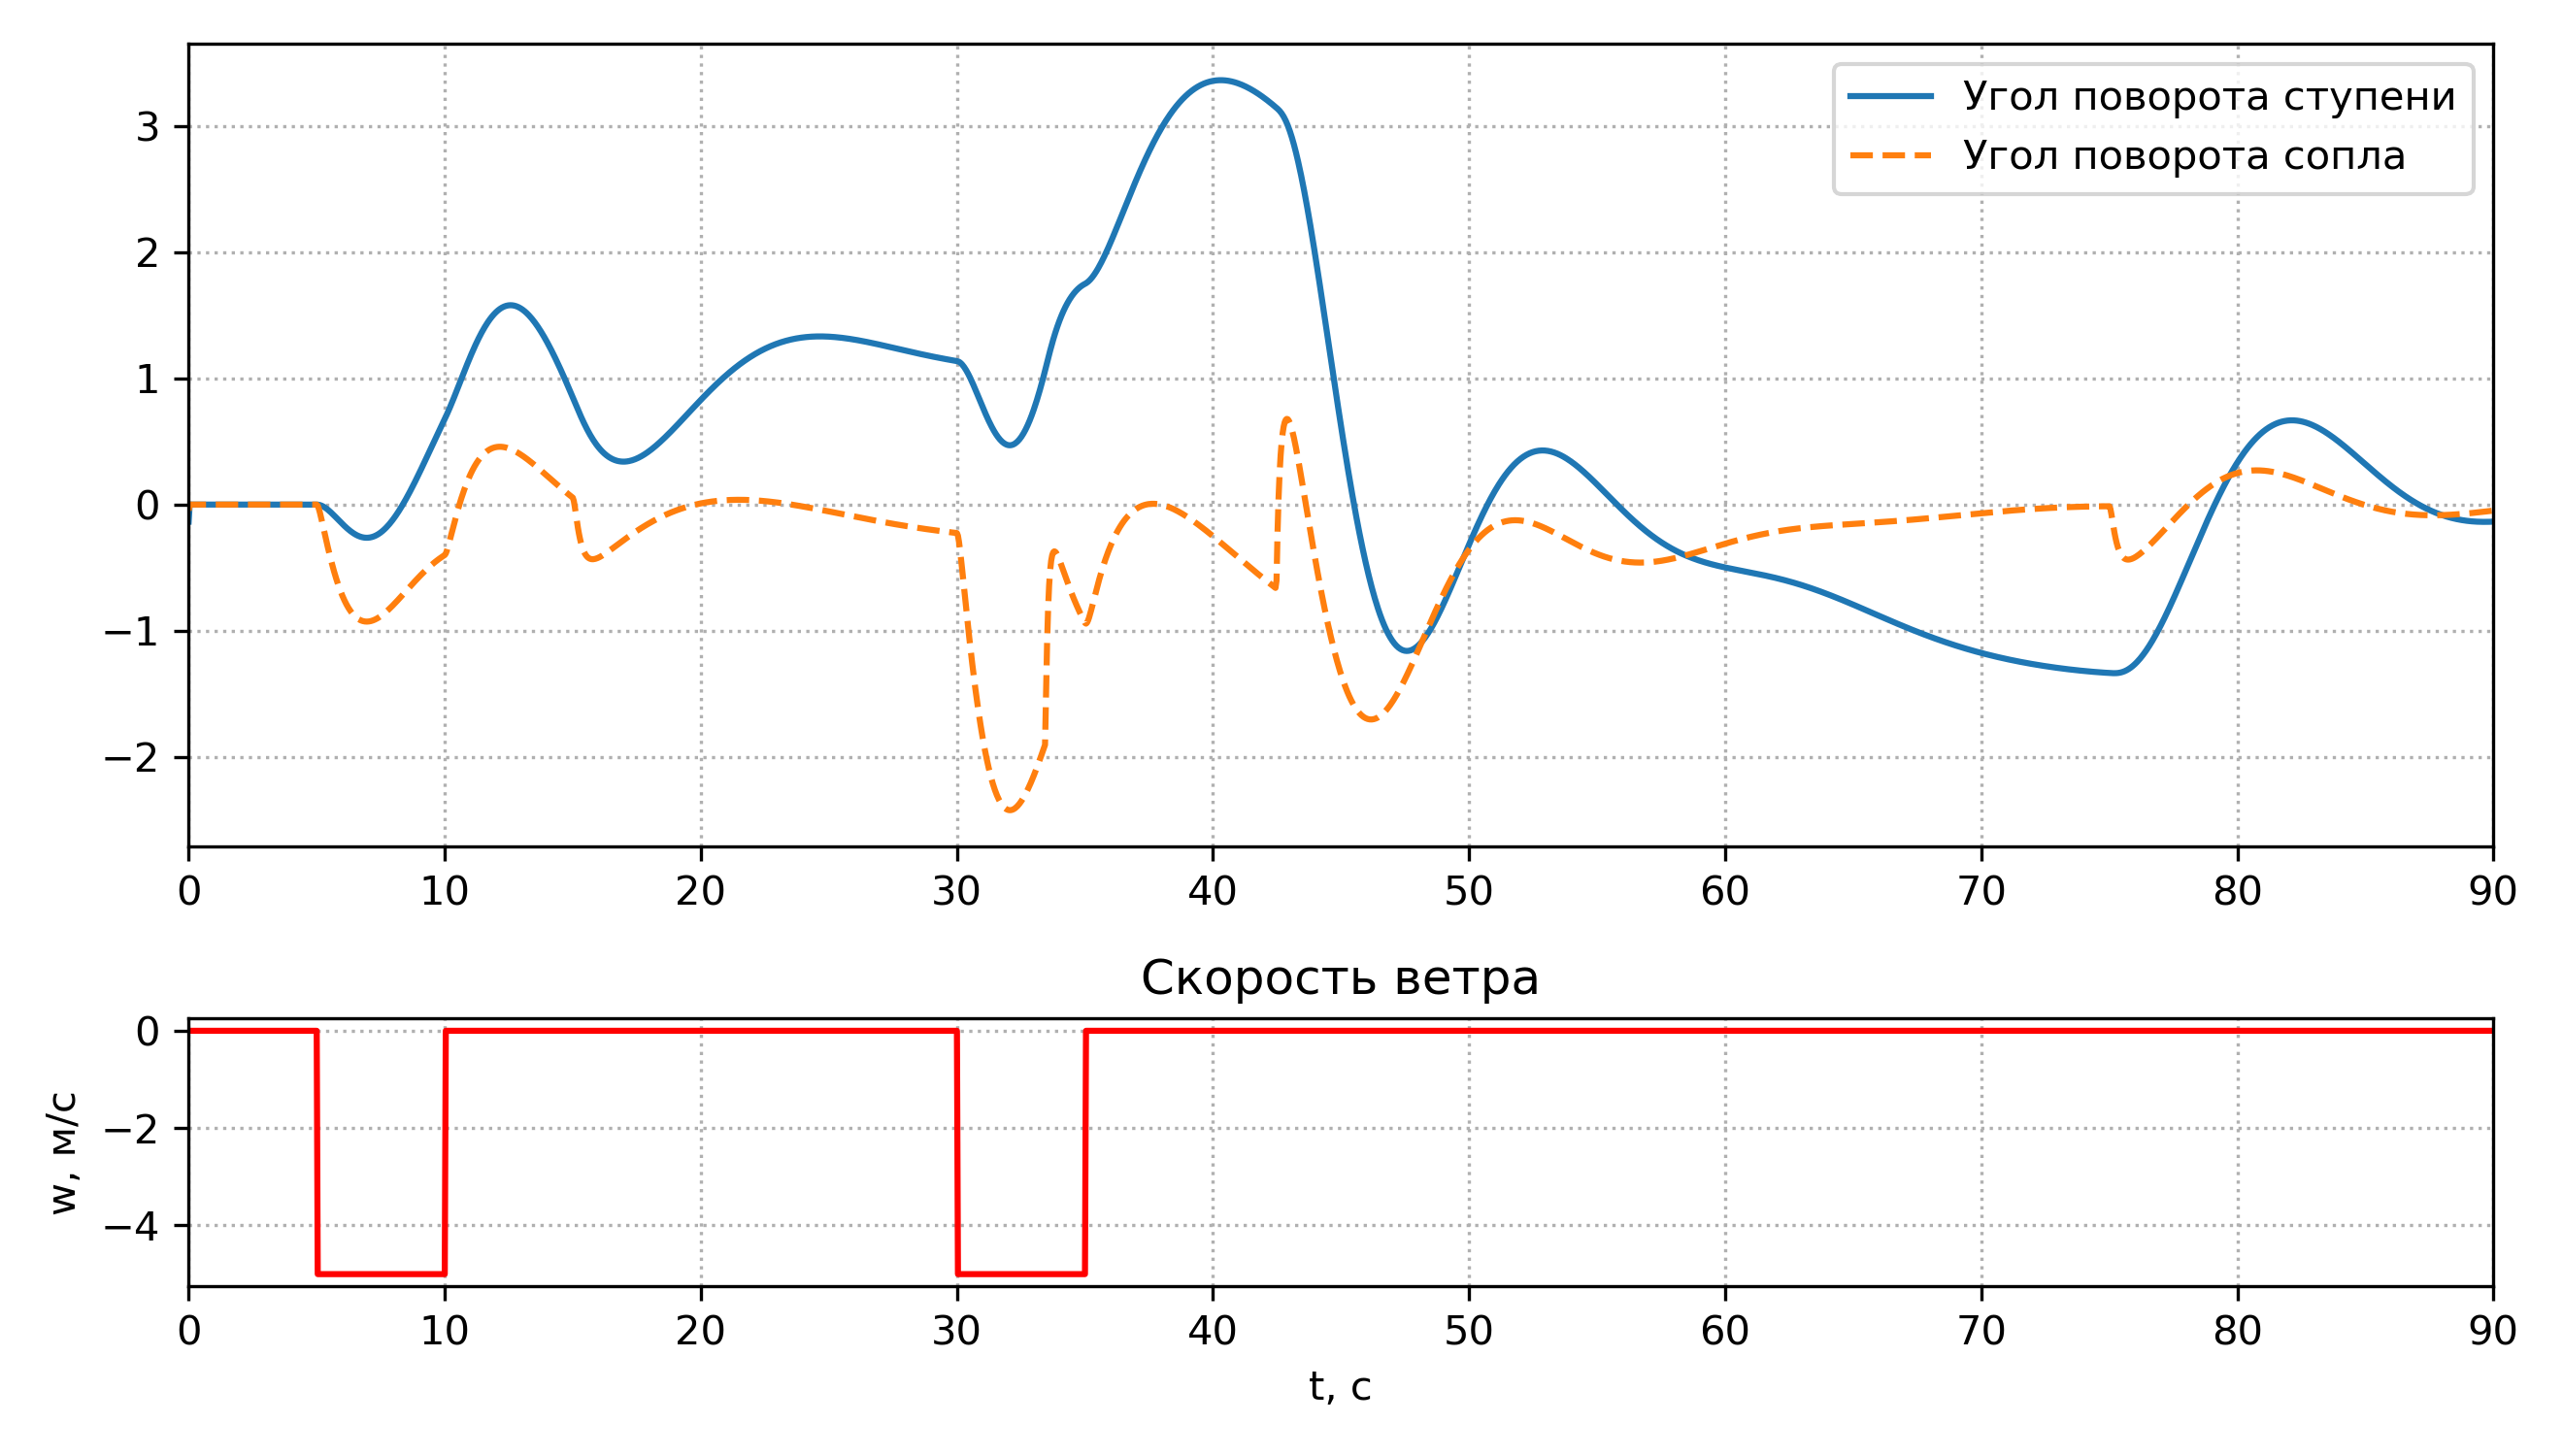 Угол поворота ступени
Угол поворота сопла
3
2
1
0
−1
−2
0 10 20 30 40 50 60 70 80 90
Скорость ветра
w, м/с
0
−2
−4
0 10 20 30 40 50 60 70 80 90
t, с